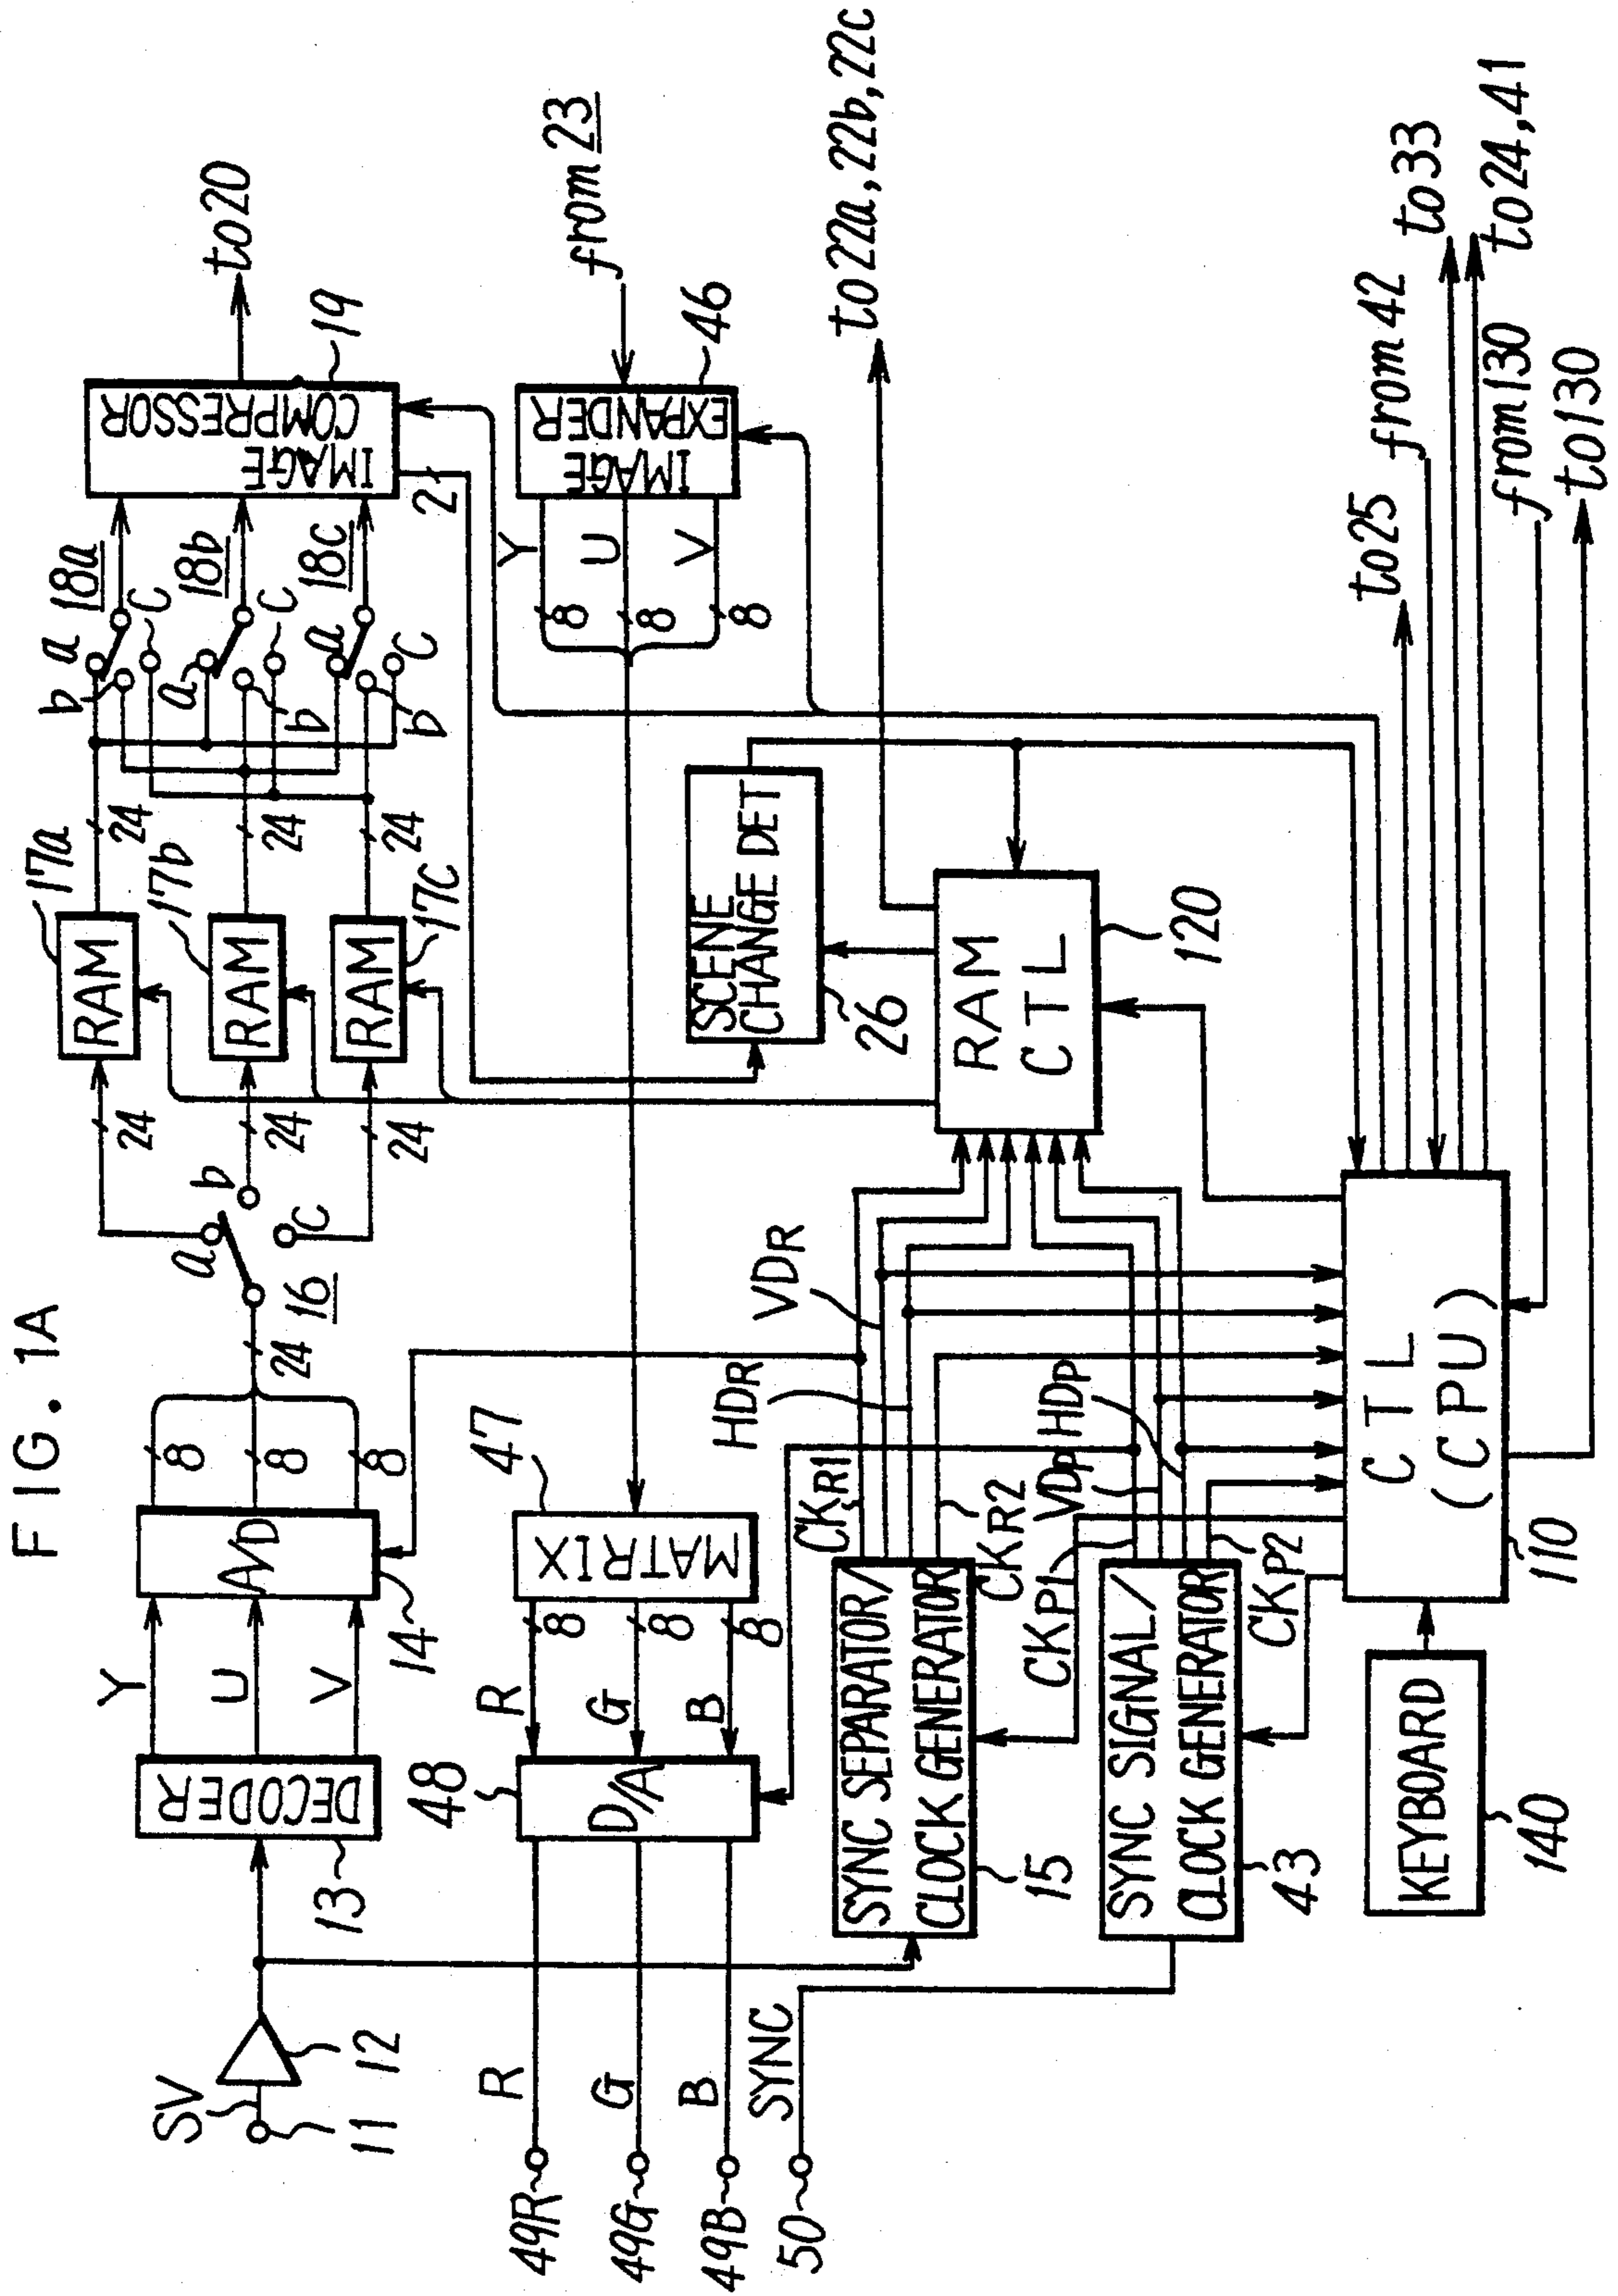 FIG. 1A
SV
11
12
13
DECODER
Y
U
V
14
A/D
8
8
8
24
16
a
b
c
24
24
24
17a
RAM
17b
RAM
17c
RAM
24
24
24
a
b
c
18a
a
b
c
18b
a
b
c
18c
IMAGE
COMPRESSOR
19
2
to 20
49R
49G
49B
R
G
B
48
D/A
R
G
B
8
8
8
47
MATRIX
Y
U
V
8
8
8
IMAGE
EXPANDER
46
from 23
50
SYNC
SYNC SEPARATOR/
CLOCK GENERATOR
15
CKR1
HDR
VDR
CKR2
SYNC SIGNAL/
CLOCK GENERATOR
43
CKP1
VDP
HDP
CKP2
SCENE
CHANGE DET
26
RAM
CTL
120
to 22a, 22b, 22c
KEYBOARD
140
CTL
(CPU)
110
to 25
from 42
to 33
to 24, 41
from 130
to 130